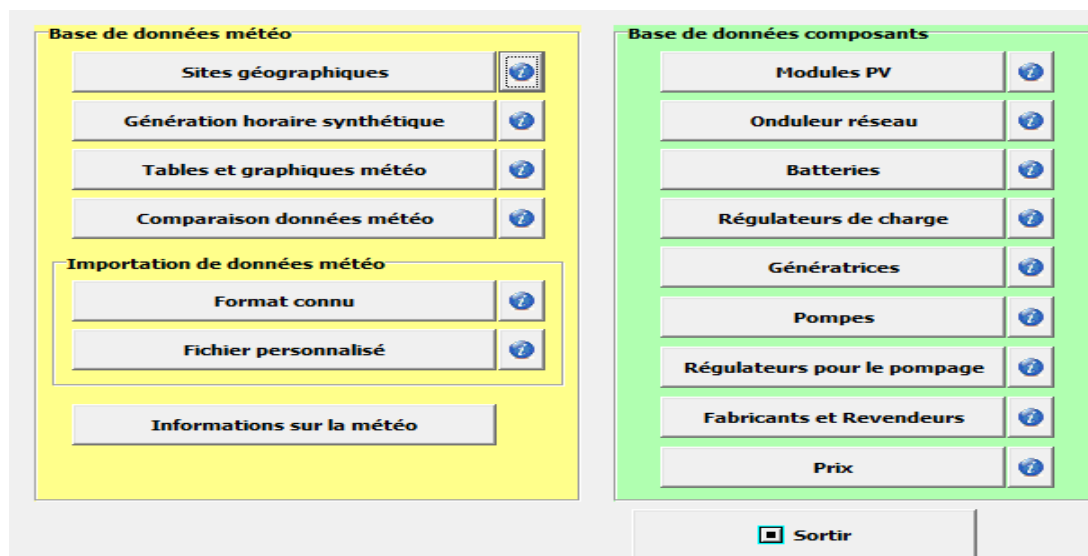 Base de données météo
Sites géographiques
Génération horaire synthétique
Tables et graphiques météo
Comparaison données météo
Importation de données météo
Format connu
Fichier personnalisé
Informations sur la météo
Base de données composants
Modules PV
Onduleur réseau
Batteries
Régulateurs de charge
Génératrices
Pompes
Régulateurs pour le pompage
Fabricants et Revendeurs
Prix
Sortir